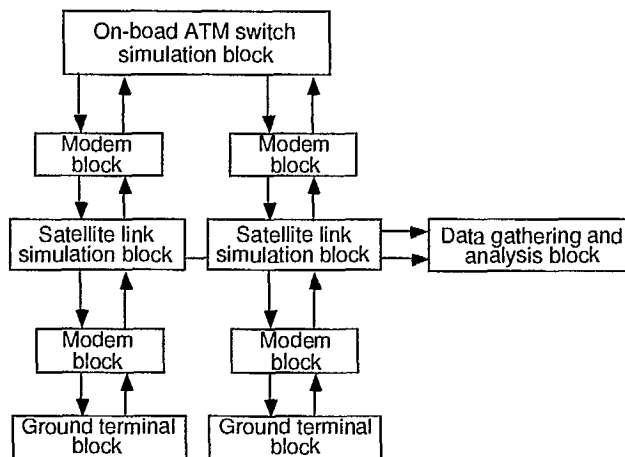 On-boad ATM switch
simulation block
Modem
block
Modem
block
Satellite link
simulation block
Satellite link
simulation block
Data gathering and
analysis block
Modem
block
Modem
block
Ground terminal
block
Ground terminal
block